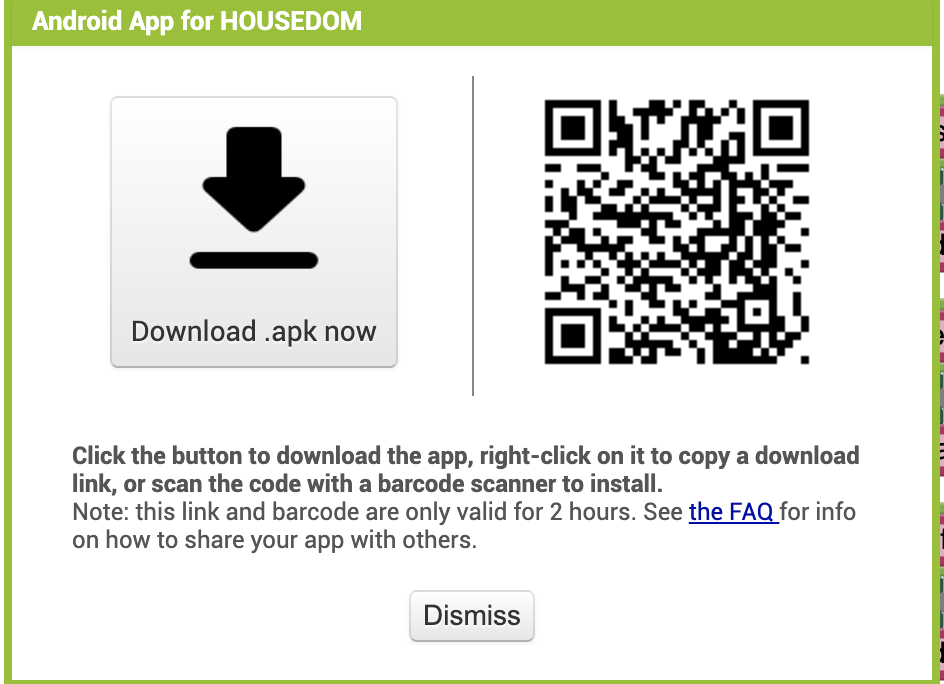 Android App for HOUSEDOM
Download .apk now
Click the button to download the app, right-click on it to copy a download
link, or scan the code with a barcode scanner to install.
Note: this link and barcode are only valid for 2 hours. See the FAQ for info
on how to share your app with others.
Dismiss